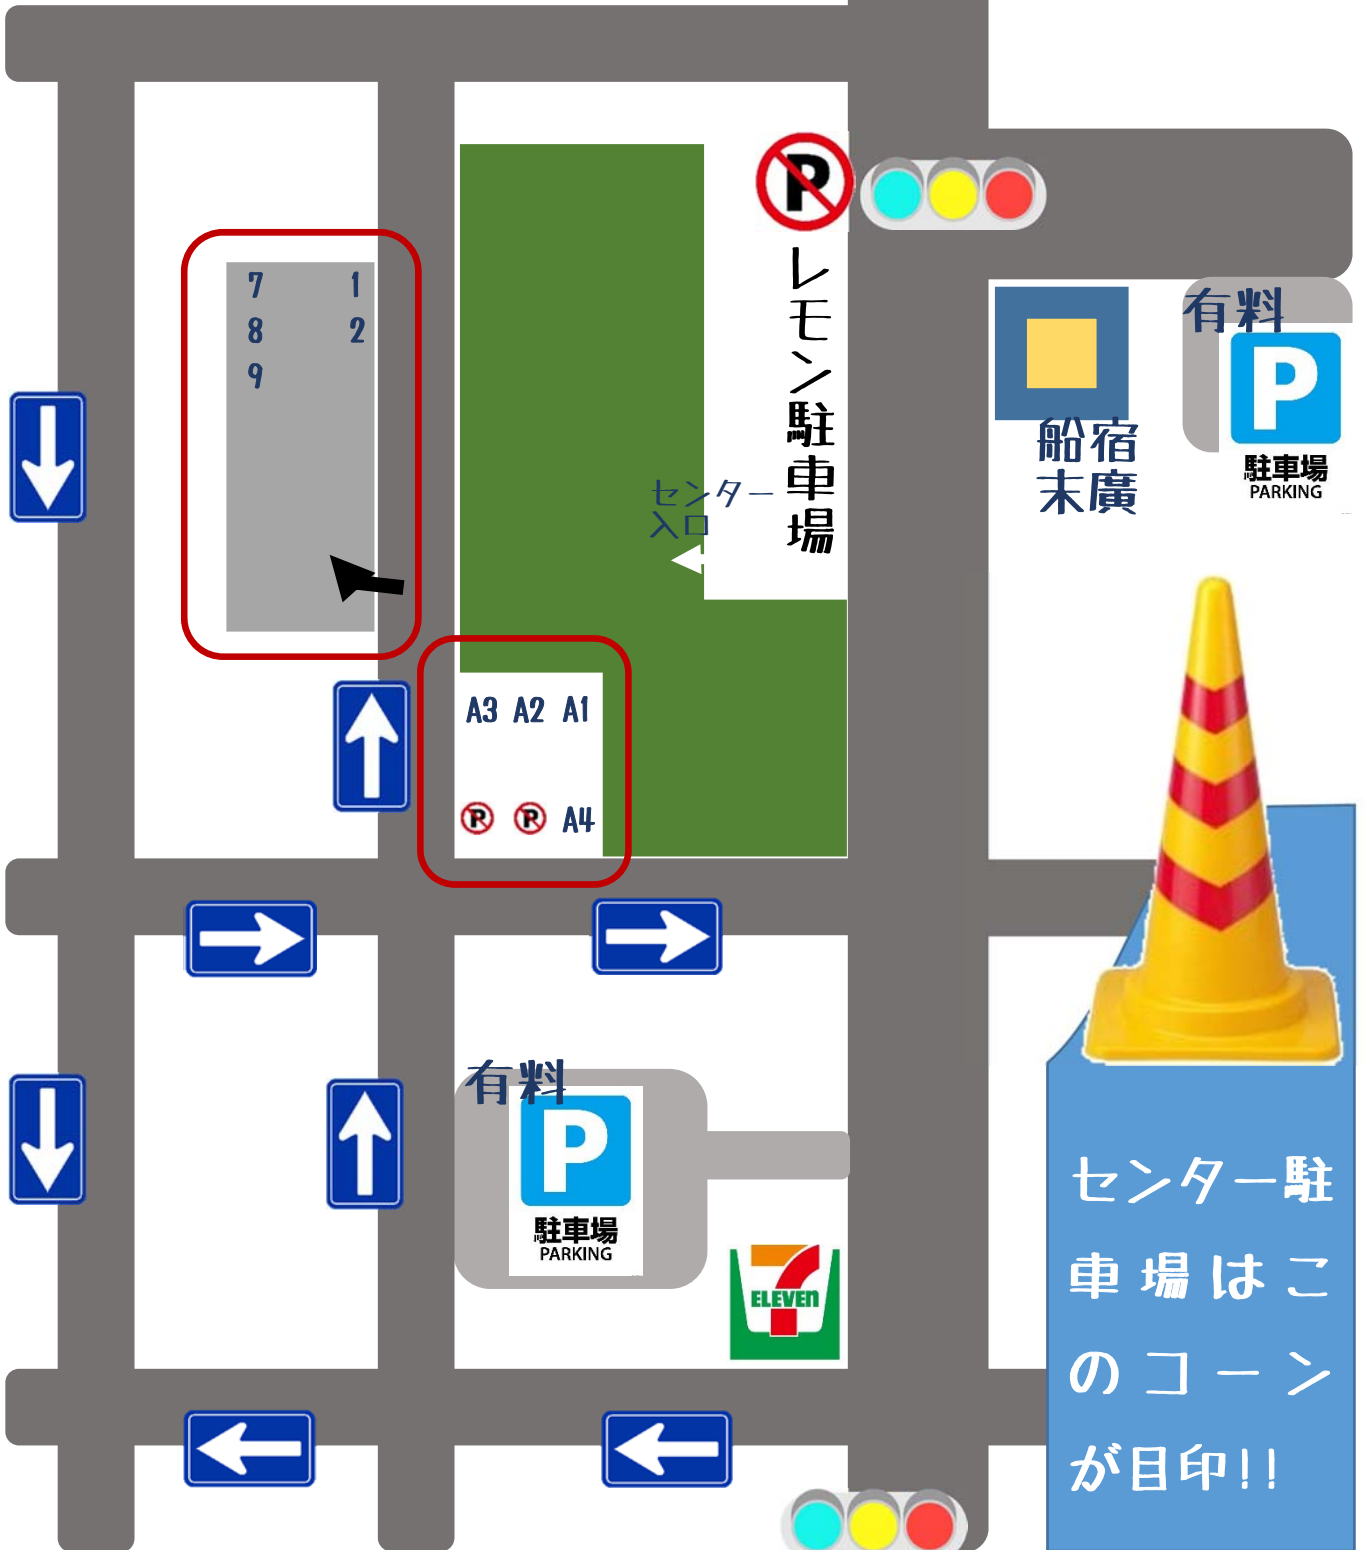 レモン駐車場
7 1
8 2
9
有料
P
駐車場
PARKING
船宿
末廣
センター
入口
A3 A2 A1
P P A4
有料
P
駐車場
PARKING
ELEVEN
センター駐
車場はこ
のコーン
が目印!!